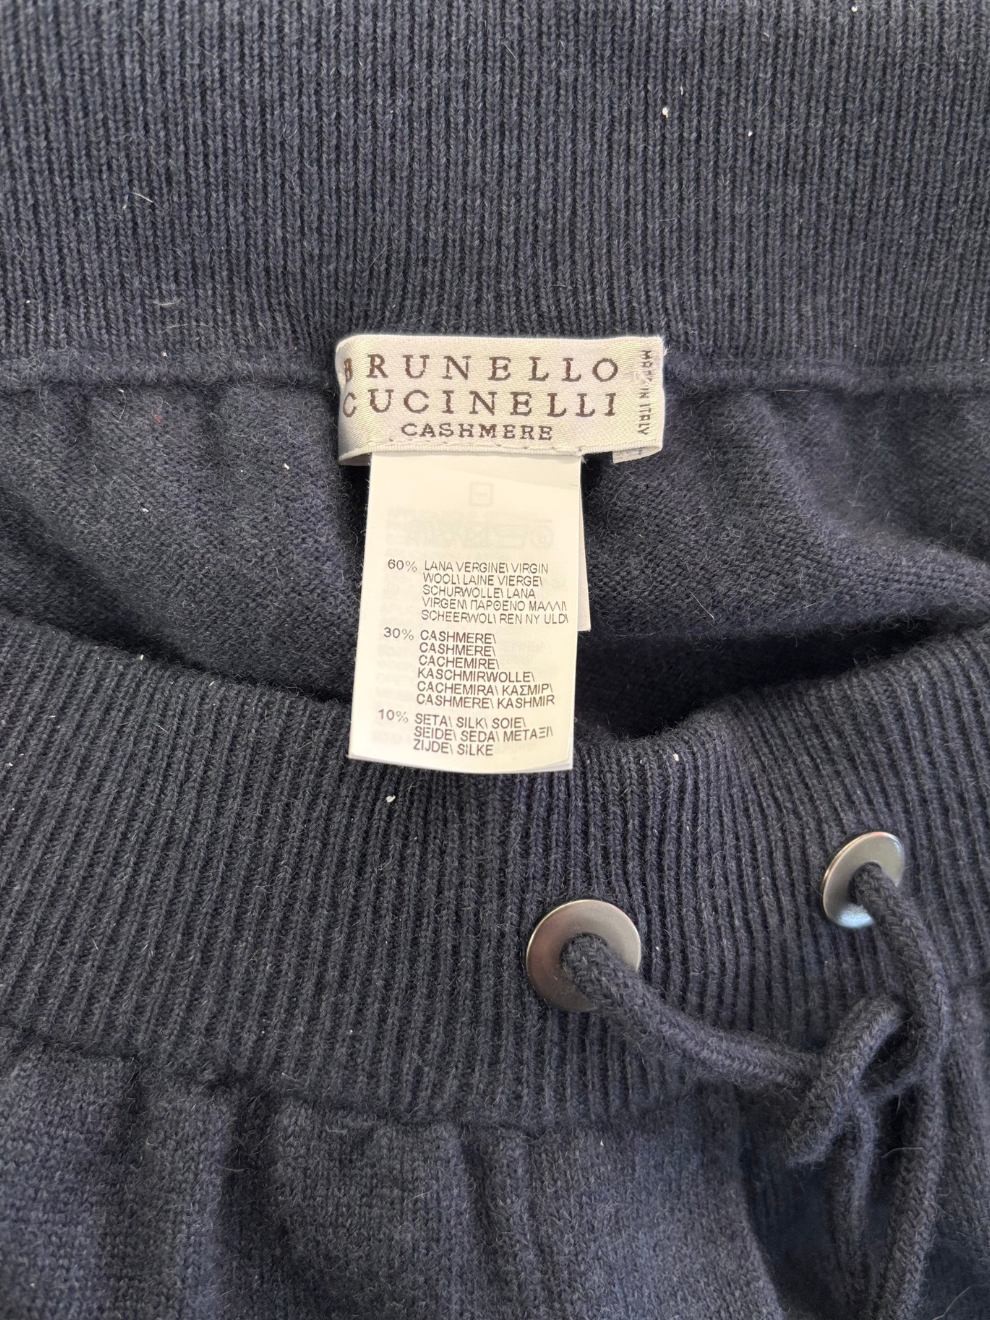 BRUNELLO
CUCINELLI
CASHMERE
MADE IN ITALY
60% LANA VERGINE\ VIRGIN
WOOL\ LAINE VIERGE\
SCHURWOLLE\ LANA
VIRGEN\ ΠΑΡΘΕΝΟ ΜΑΛΛΙ\
SCHEERWOL\ REN NY ULD\
30% CASHMERE\
CASHMERE\
CACHEMIRE\
KASCHMIRWOLLE\
CACHEMIRA\ ΚΑΣΜΙΡ\
CASHMERE\ KASHMIR
10% SETA\ SILK\ SOIE\
SEIDE\ SEDA\ ΜΕΤΑΞΙ\
ZIJDE\ SILKE